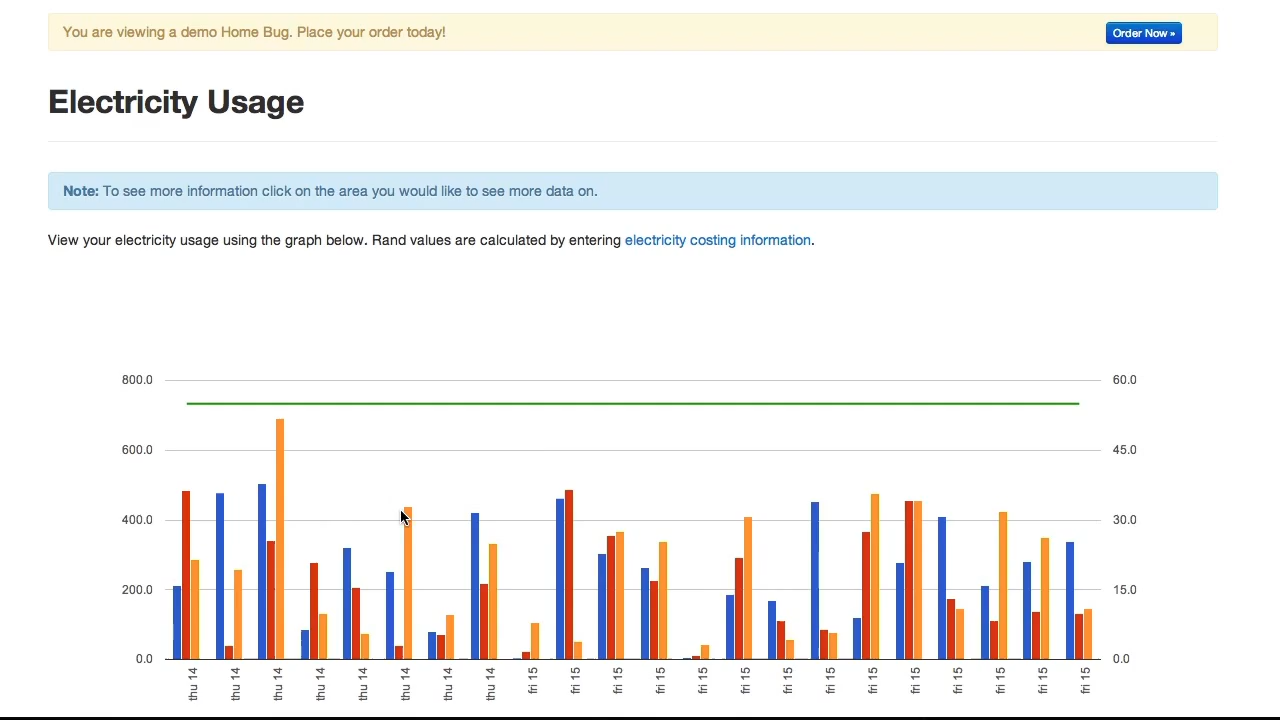 You are viewing a demo Home Bug. Place your order today!
Order Now »
Electricity Usage
Note: To see more information click on the area you would like to see more data on.
View your electricity usage using the graph below. Rand values are calculated by entering electricity costing information.
800.0
600.0
400.0
200.0
0.0
60.0
45.0
30.0
15.0
0.0
thu 14
thu 14
thu 14
thu 14
thu 14
thu 14
thu 14
thu 14
fri 15
fri 15
fri 15
fri 15
fri 15
fri 15
fri 15
fri 15
fri 15
fri 15
fri 15
fri 15
fri 15
fri 15